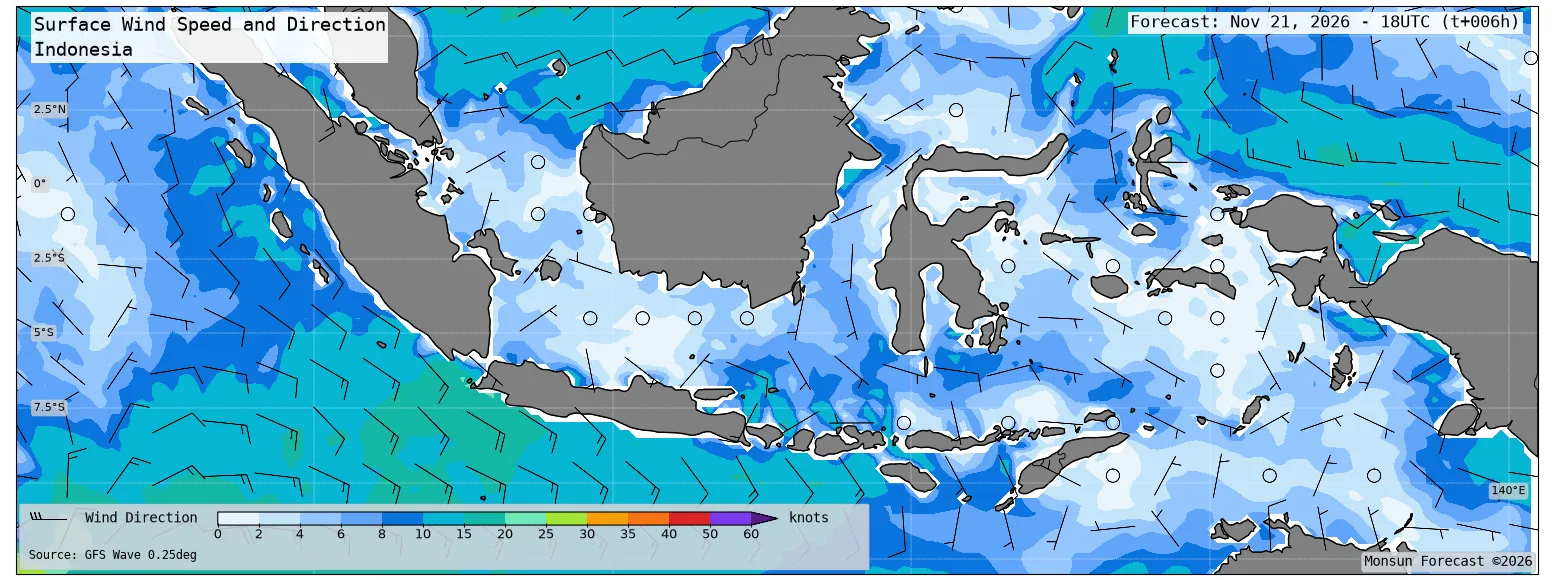 Surface Wind Speed and Direction
Indonesia
Forecast: Nov 21, 2026 - 18UTC (t+006h)
2.5°N
0°
2.5°S
5°S
7.5°S
140°E
Wind Direction
0 2 4 6 8 10 15 20 25 30 35 40 50 60
knots
Source: GFS Wave 0.25deg
Monsun Forecast ©2026